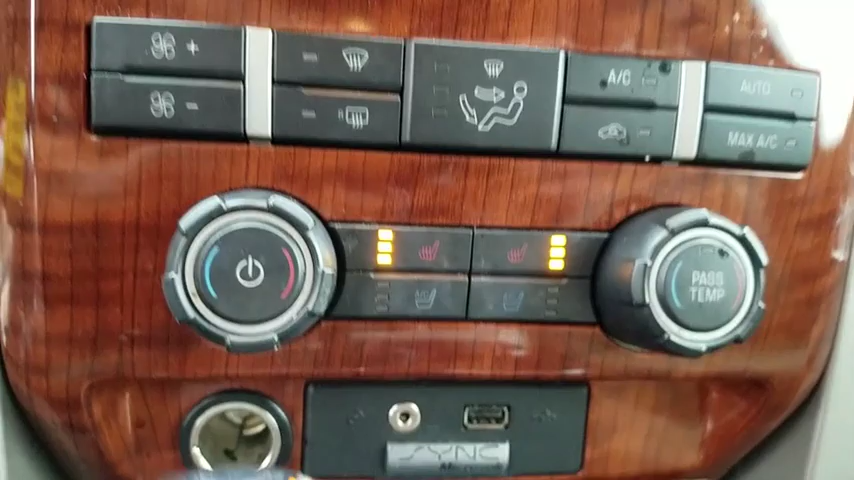 +
A/C
AUTO
-
MAX A/C
PASS
TEMP
SYNC